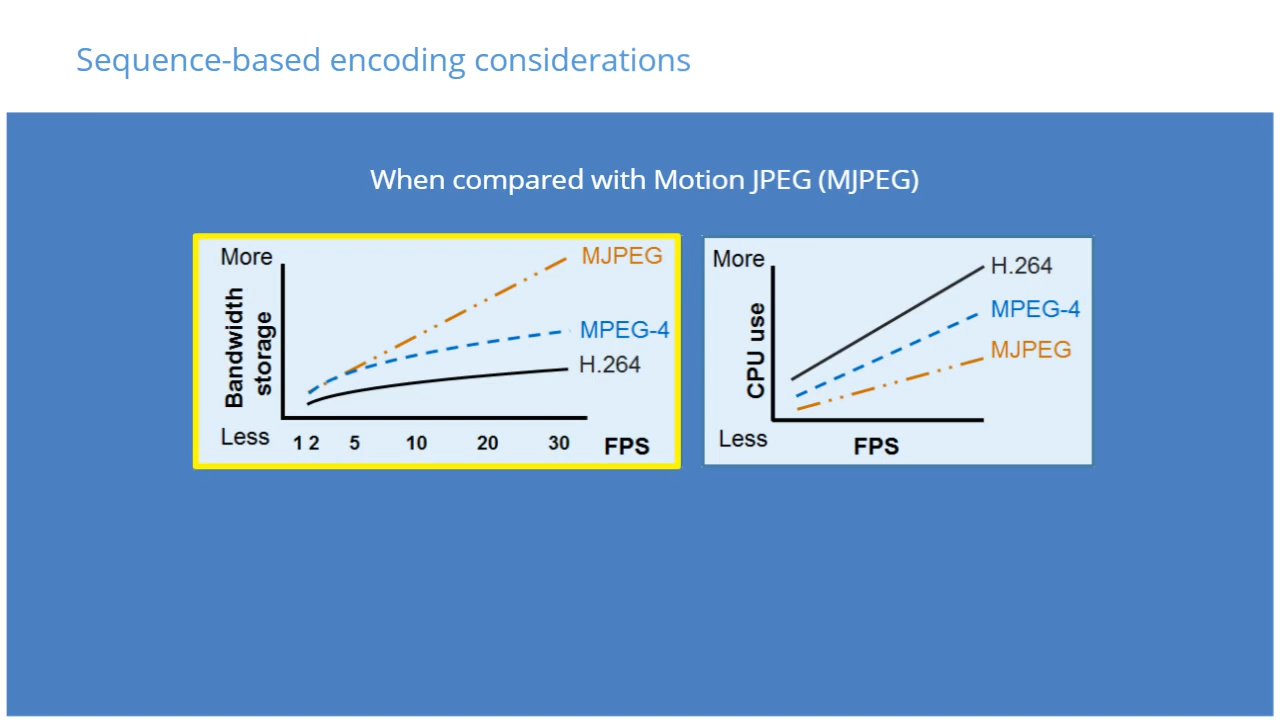 Sequence-based encoding considerations
When compared with Motion JPEG (MJPEG)
More
Bandwidth
storage
Less
MJPEG
MPEG-4
H.264
1 2 5 10 20 30 FPS
More
CPU use
Less
H.264
MPEG-4
MJPEG
FPS